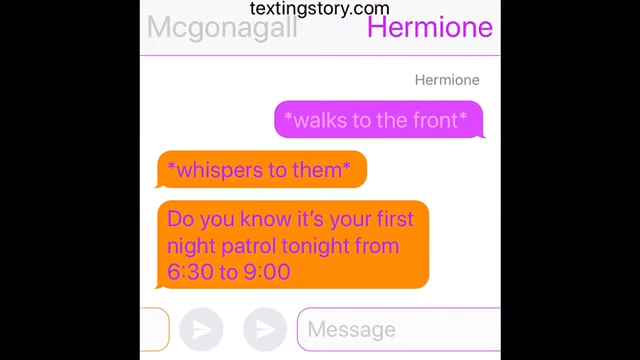 textingstory.com
Mcgonagall Hermione
Hermione
*walks to the front*
*whispers to them*
Do you know it's your first
night patrol tonight from
6:30 to 9:00
Message